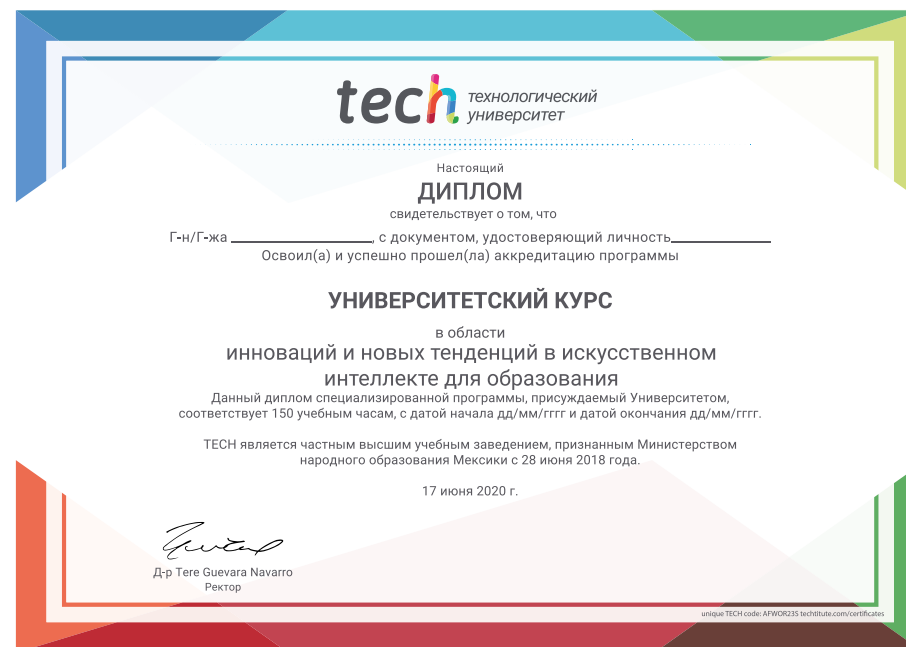 tech технологический
университет
Настоящий
ДИПЛОМ
свидетельствует о том, что
Г-н/Г-жа ________________, с документом, удостоверяющий личность____________
Освоил(а) и успешно прошел(ла) аккредитацию программы
УНИВЕРСИТЕТСКИЙ КУРС
в области
инноваций и новых тенденций в искусственном
интеллекте для образования
Данный диплом специализированной программы, присуждаемый Университетом,
соответствует 150 учебным часам, с датой начала дд/мм/гггг и датой окончания дд/мм/гггг.
TECH является частным высшим учебным заведением, признанным Министерством
народного образования Мексики с 28 июня 2018 года.
17 июня 2020 г.
Д-р Tere Guevara Navarro
Ректор
unique TECH code: AFWOR23S techtitute.com/certificates